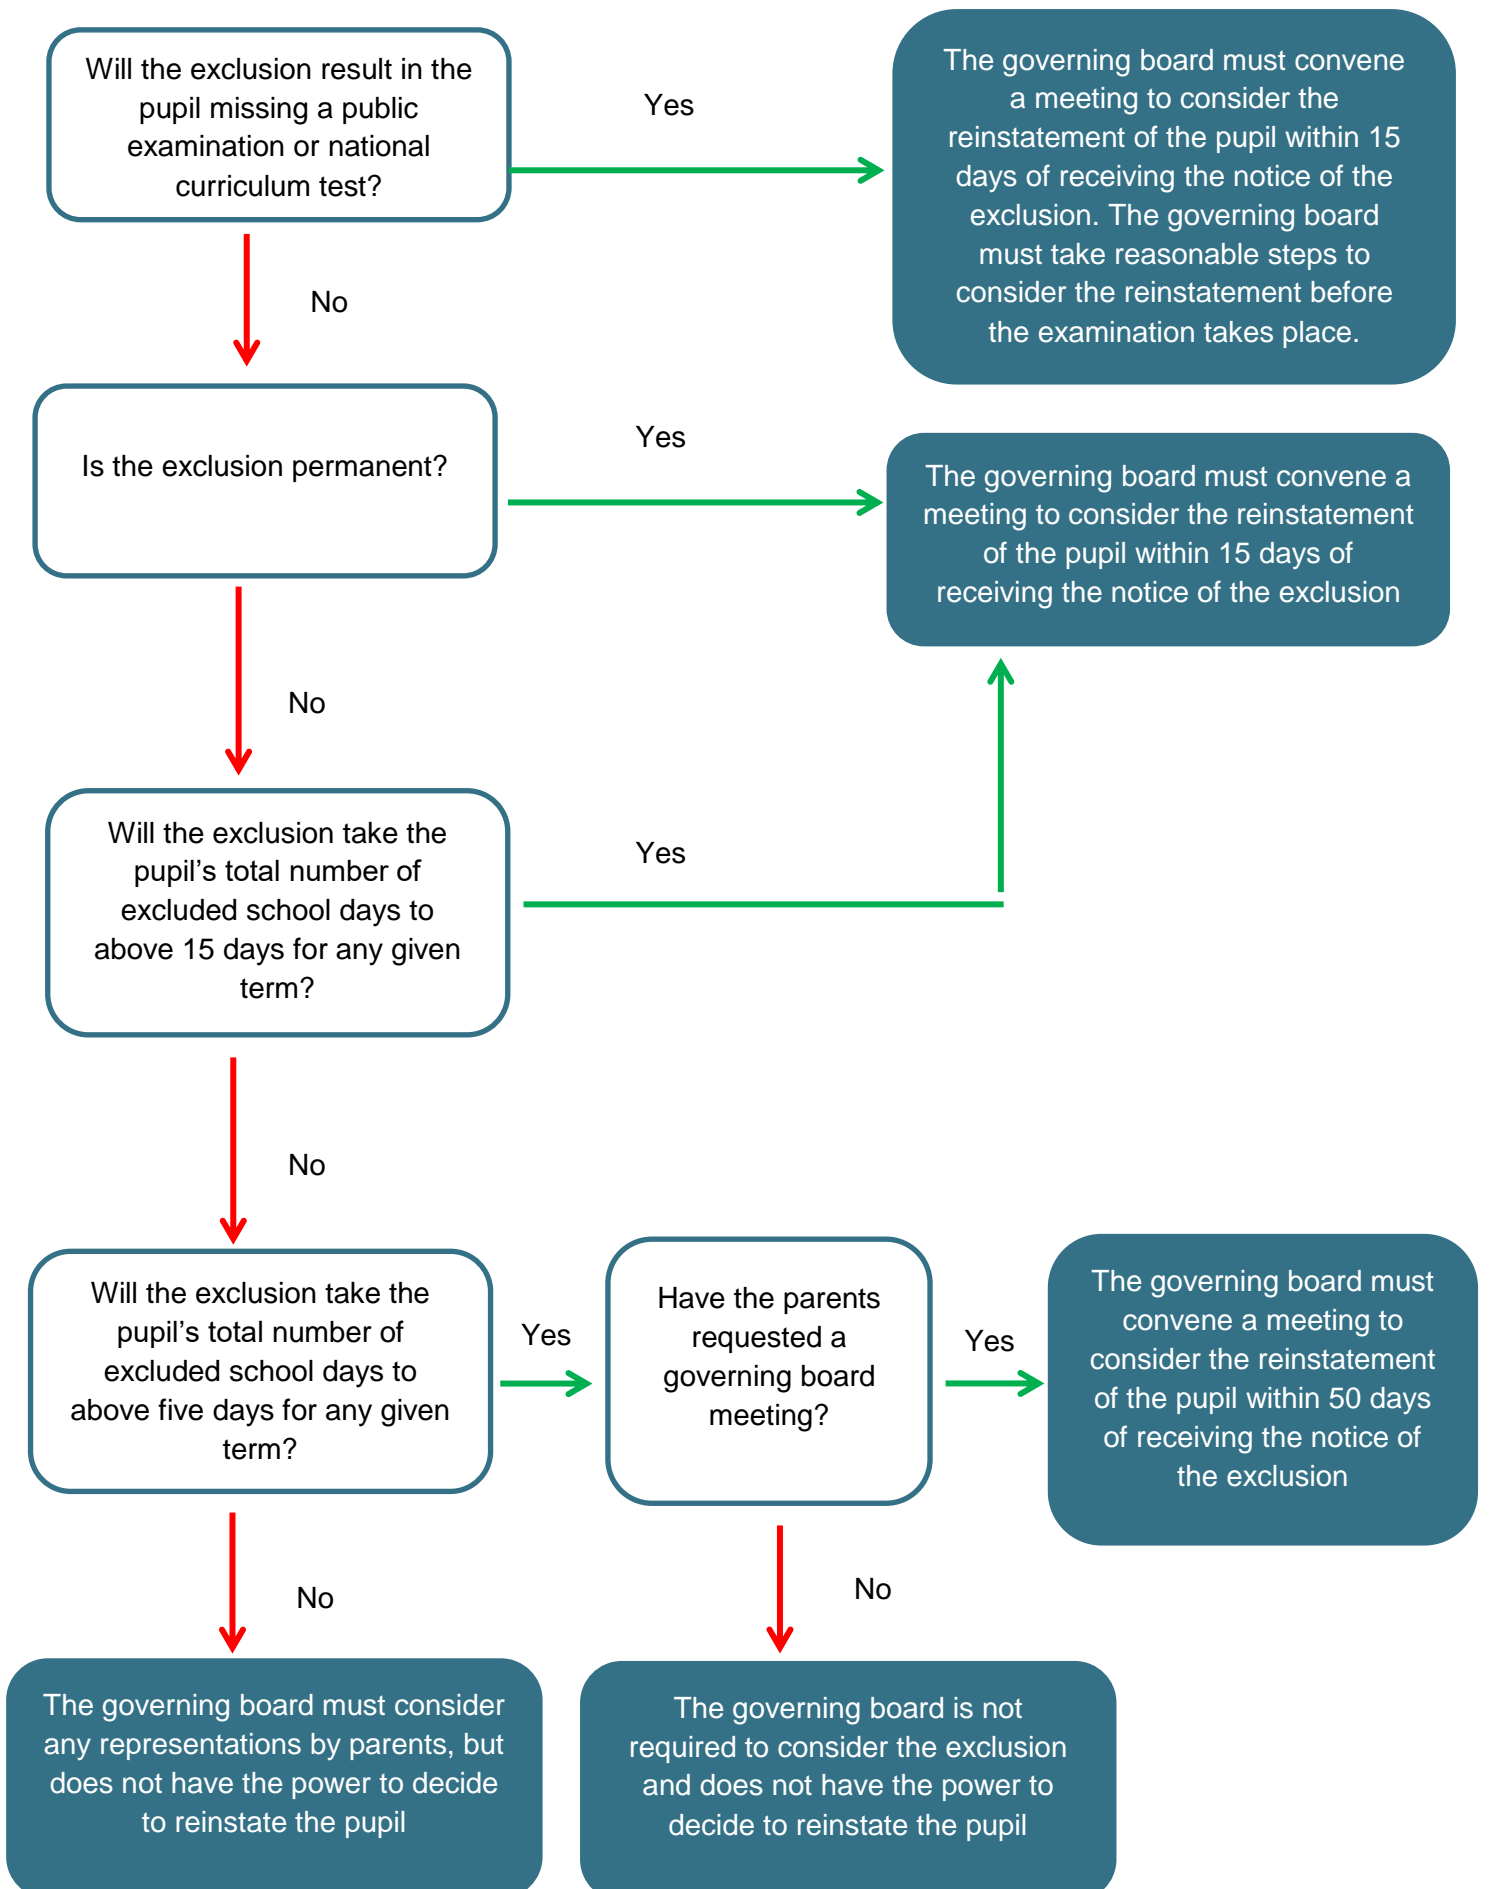 Will the exclusion result in the
pupil missing a public
examination or national
curriculum test?
Yes
The governing board must convene
a meeting to consider the
reinstatement of the pupil within 15
days of receiving the notice of the
exclusion. The governing board
must take reasonable steps to
consider the reinstatement before
the examination takes place.
No
Is the exclusion permanent?
Yes
The governing board must convene a
meeting to consider the reinstatement
of the pupil within 15 days of
receiving the notice of the exclusion
No
Will the exclusion take the
pupil’s total number of
excluded school days to
above 15 days for any given
term?
Yes
No
Will the exclusion take the
pupil’s total number of
excluded school days to
above five days for any given
term?
Yes
Have the parents
requested a
governing board
meeting?
Yes
The governing board must
convene a meeting to
consider the reinstatement
of the pupil within 50 days
of receiving the notice of
the exclusion
No
No
The governing board must consider
any representations by parents, but
does not have the power to decide
to reinstate the pupil
The governing board is not
required to consider the exclusion
and does not have the power to
decide to reinstate the pupil